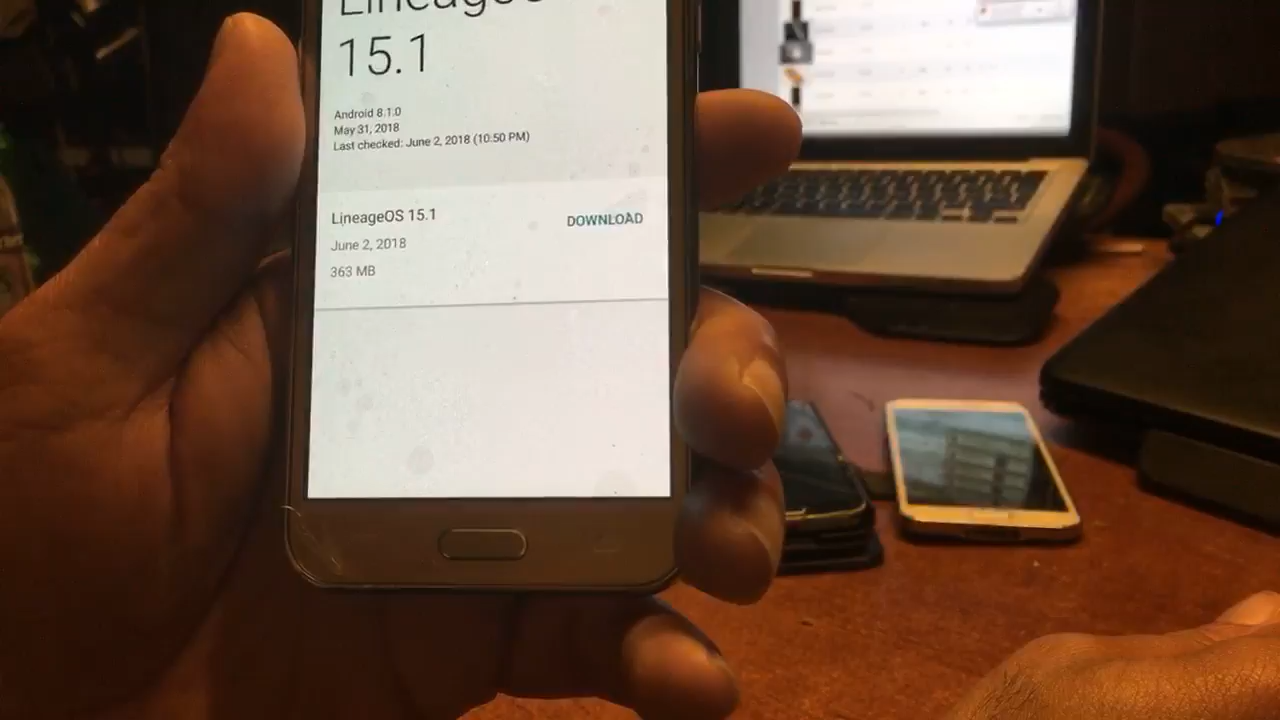 LineageOS
15.1
Android 8.1.0
May 31, 2018
Last checked: June 2, 2018 (10:50 PM)
LineageOS 15.1
DOWNLOAD
June 2, 2018
363 MB